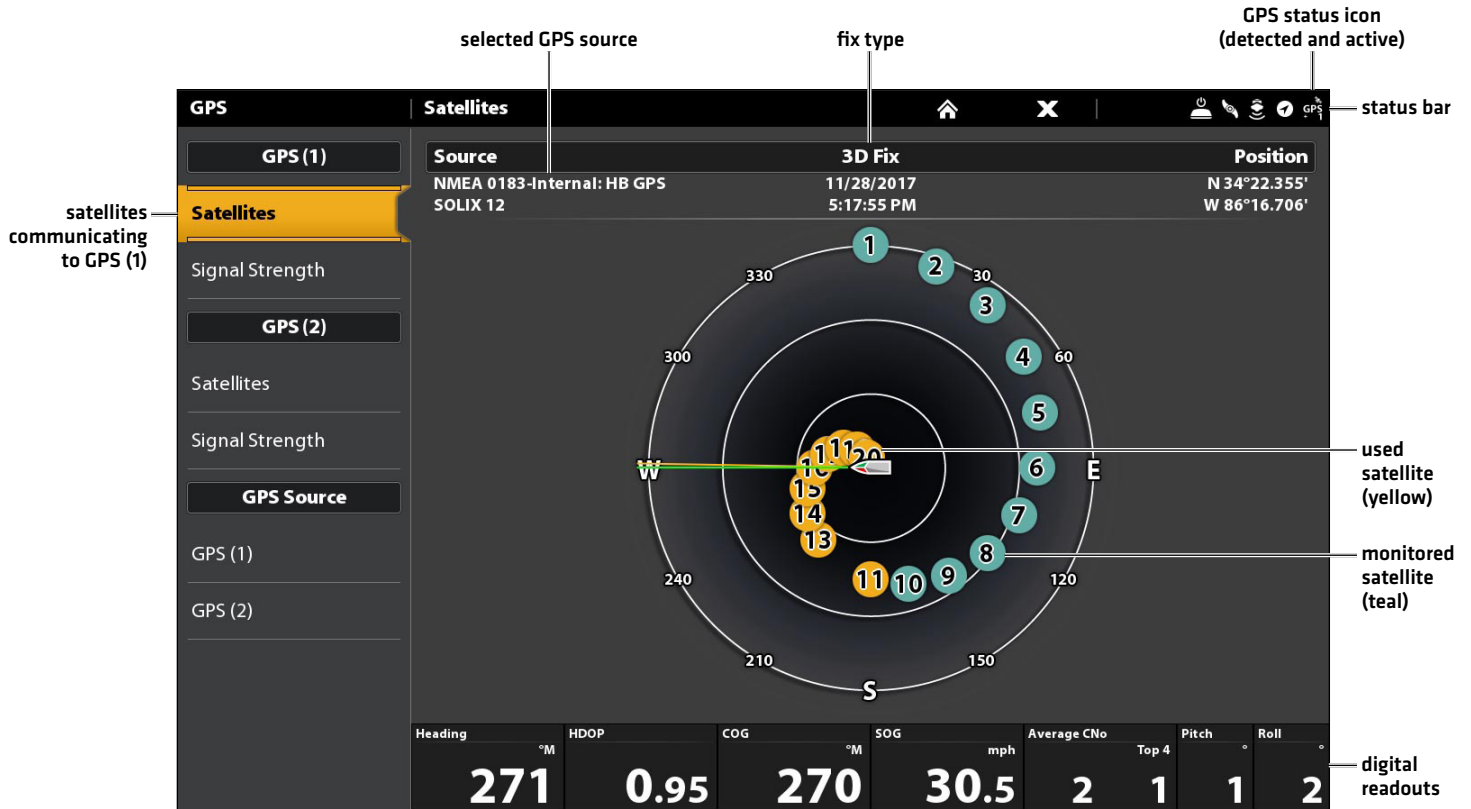 GPS status icon
(detected and active)
selected GPS source
fix type
status bar
GPS
Satellites
GPS
1
GPS (1)
Satellites
satellites
communicating
to GPS (1)
Signal Strength
GPS (2)
Satellites
Signal Strength
GPS Source
GPS (1)
GPS (2)
Source
3D Fix
Position
NMEA 0183-Internal: HB GPS
11/28/2017
N 34°22.355'
SOLIX 12
5:17:55 PM
W 86°16.706'
1
2
330
30
3
300
4
60
5
W
6
E
20
16
15
14
13
7
8
11
10
9
240
120
210
150
S
used
satellite
(yellow)
monitored
satellite
(teal)
Heading
°M
271
HDOP
0.95
COG
°M
270
SOG
mph
30.5
Average CNo
Top 4
2
1
Pitch
°
1
Roll
°
2
digital
readouts